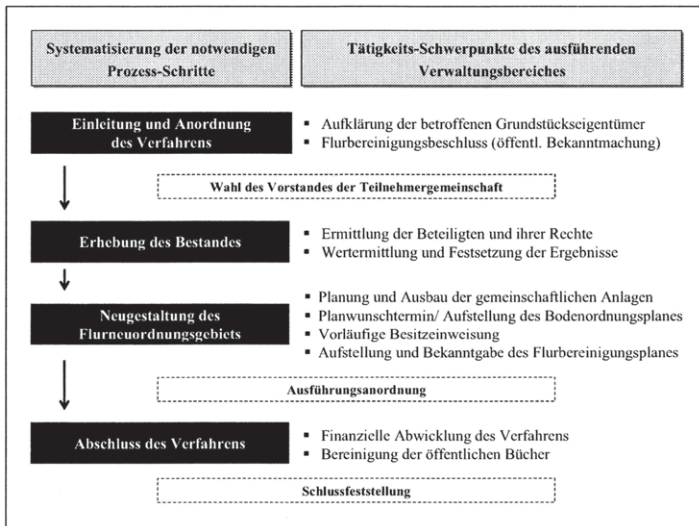 Systematisierung der notwendigen
Prozess-Schritte
Tätigkeits-Schwerpunkte des ausführenden
Verwaltungsbereiches
Einleitung und Anordnung
des Verfahrens
▪ Aufklärung der betroffenen Grundstückseigentümer
▪ Flurbereinigungsbeschluss (öffentl. Bekanntmachung)
Wahl des Vorstandes der Teilnehmergemeinschaft
Erhebung des Bestandes
▪ Ermittlung der Beteiligten und ihrer Rechte
▪ Wertermittlung und Festsetzung der Ergebnisse
Neugestaltung des
Flurneuordnungsgebiets
▪ Planung und Ausbau der gemeinschaftlichen Anlagen
▪ Planwunschtermin/ Aufstellung des Bodenordnungsplanes
▪ Vorläufige Besitzeinweisung
▪ Aufstellung und Bekanntgabe des Flurbereinigungsplanes
Ausführungsanordnung
Abschluss des Verfahrens
▪ Finanzielle Abwicklung des Verfahrens
▪ Bereinigung der öffentlichen Bücher
Schlussfeststellung